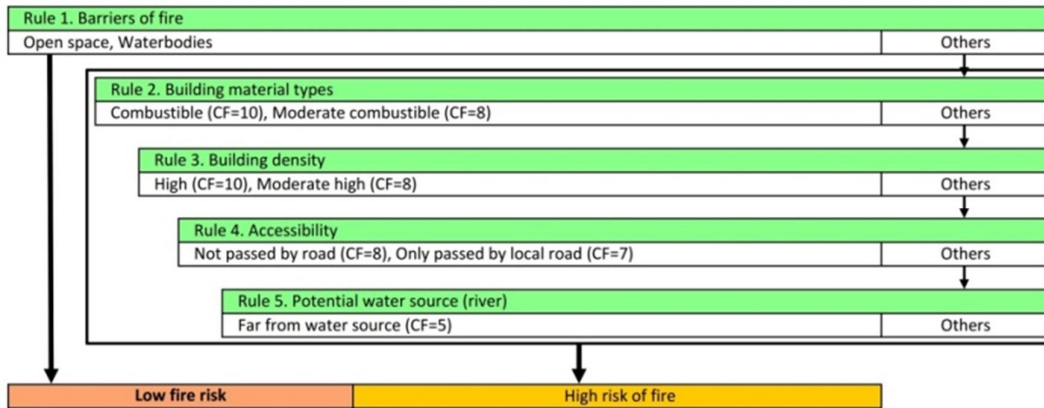 Rule 1. Barriers of fire
Open space, Waterbodies
Others
Rule 2. Building material types
Combustible (CF=10), Moderate combustible (CF=8)
Others
Rule 3. Building density
High (CF=10), Moderate high (CF=8)
Others
Rule 4. Accessibility
Not passed by road (CF=8), Only passed by local road (CF=7)
Others
Rule 5. Potential water source (river)
Far from water source (CF=5)
Others
Low fire risk
High risk of fire